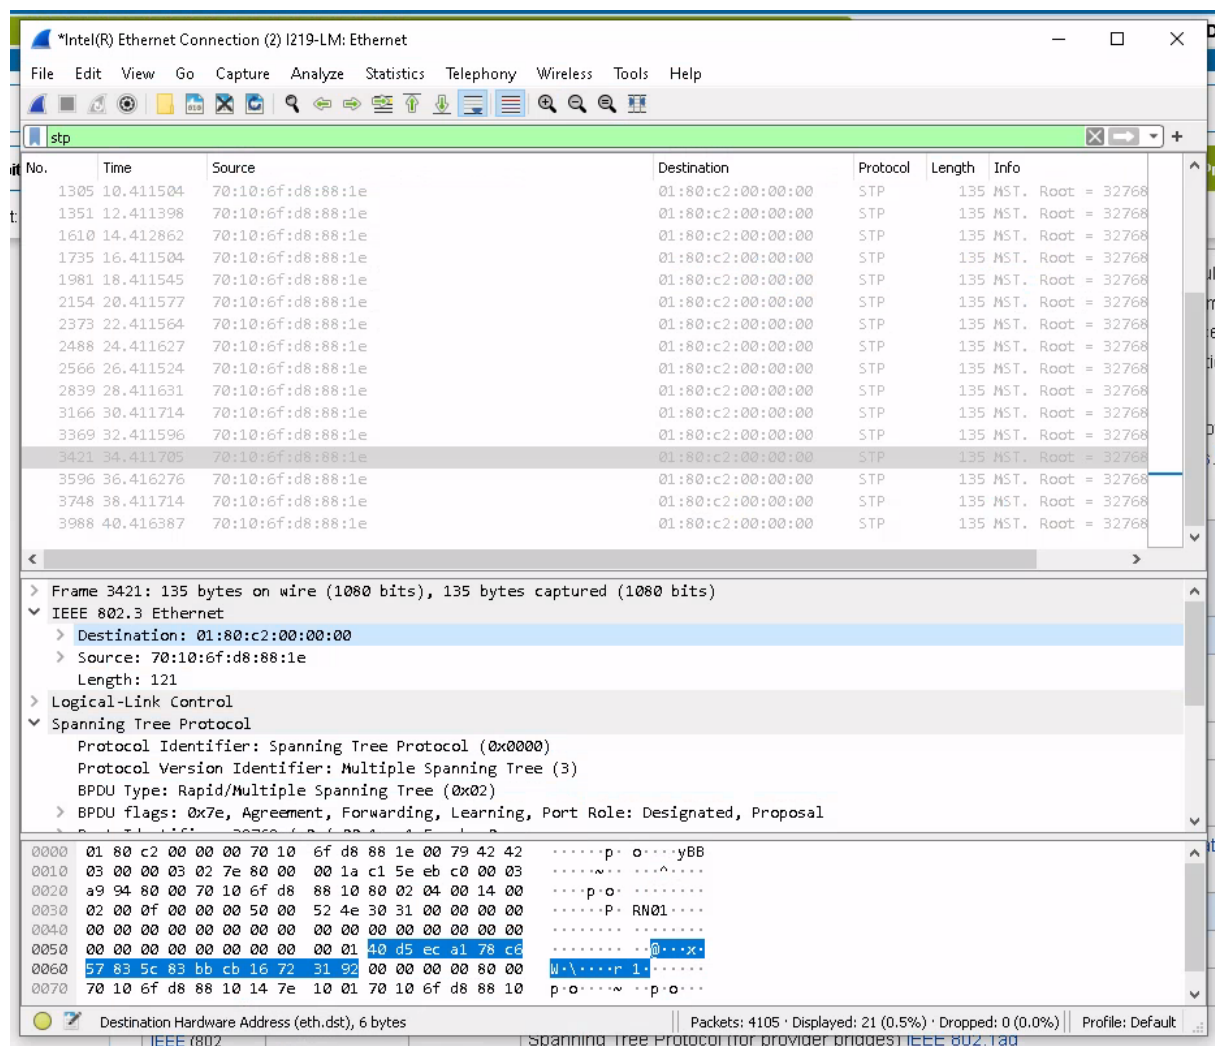 *Intel(R) Ethernet Connection (2) I219-LM: Ethernet
File Edit View Go Capture Analyze Statistics Telephony Wireless Tools Help
stp
No. Time Source Destination Protocol Length Info
1305 10.411504 70:10:6f:d8:88:1e 01:80:c2:00:00:00 STP 135 MST. Root = 32768
1351 12.411398 70:10:6f:d8:88:1e 01:80:c2:00:00:00 STP 135 MST. Root = 32768
1610 14.412862 70:10:6f:d8:88:1e 01:80:c2:00:00:00 STP 135 MST. Root = 32768
1735 16.411504 70:10:6f:d8:88:1e 01:80:c2:00:00:00 STP 135 MST. Root = 32768
1981 18.411545 70:10:6f:d8:88:1e 01:80:c2:00:00:00 STP 135 MST. Root = 32768
2154 20.411577 70:10:6f:d8:88:1e 01:80:c2:00:00:00 STP 135 MST. Root = 32768
2373 22.411564 70:10:6f:d8:88:1e 01:80:c2:00:00:00 STP 135 MST. Root = 32768
2488 24.411627 70:10:6f:d8:88:1e 01:80:c2:00:00:00 STP 135 MST. Root = 32768
2566 26.411524 70:10:6f:d8:88:1e 01:80:c2:00:00:00 STP 135 MST. Root = 32768
2839 28.411631 70:10:6f:d8:88:1e 01:80:c2:00:00:00 STP 135 MST. Root = 32768
3166 30.411714 70:10:6f:d8:88:1e 01:80:c2:00:00:00 STP 135 MST. Root = 32768
3369 32.411596 70:10:6f:d8:88:1e 01:80:c2:00:00:00 STP 135 MST. Root = 32768
3421 34.411705 70:10:6f:d8:88:1e 01:80:c2:00:00:00 STP 135 MST. Root = 32768
3596 36.416276 70:10:6f:d8:88:1e 01:80:c2:00:00:00 STP 135 MST. Root = 32768
3748 38.411714 70:10:6f:d8:88:1e 01:80:c2:00:00:00 STP 135 MST. Root = 32768
3988 40.416387 70:10:6f:d8:88:1e 01:80:c2:00:00:00 STP 135 MST. Root = 32768
Frame 3421: 135 bytes on wire (1080 bits), 135 bytes captured (1080 bits)
IEEE 802.3 Ethernet
Destination: 01:80:c2:00:00:00
Source: 70:10:6f:d8:88:1e
Length: 121
Logical-Link Control
Spanning Tree Protocol
Protocol Identifier: Spanning Tree Protocol (0x0000)
Protocol Version Identifier: Multiple Spanning Tree (3)
BPDU Type: Rapid/Multiple Spanning Tree (0x02)
BPDU flags: 0x7e, Agreement, Forwarding, Learning, Port Role: Designated, Proposal
0000 01 80 c2 00 00 00 70 10 6f d8 88 1e 00 79 42 42 ······p· o····yBB
0010 03 00 00 03 02 7e 80 00 00 1a c1 5e eb c0 00 03 ·····~·· ···^····
0020 a9 94 80 00 70 10 6f d8 88 10 80 02 04 00 14 00 ····p·o· ········
0030 02 00 0f 00 00 00 50 00 52 4e 30 31 00 00 00 00 ······P· RN01····
0040 00 00 00 00 00 00 00 00 00 00 00 00 00 00 00 00 ········ ········
0050 00 00 00 00 00 00 00 00 00 01 40 d5 ec a1 78 c6 ········ ··@···x·
0060 57 83 5c 83 bb cb 16 72 31 92 00 00 00 00 80 00 W·\····r 1·······
0070 70 10 6f d8 88 10 14 7e 10 01 70 10 6f d8 88 10 p·o····~ ··p·o···
Destination Hardware Address (eth.dst), 6 bytes Packets: 4105 · Displayed: 21 (0.5%) · Dropped: 0 (0.0%) Profile: Default
IEEE (802 Spanning Tree Protocol (for provider bridges) IEEE 802.1ad